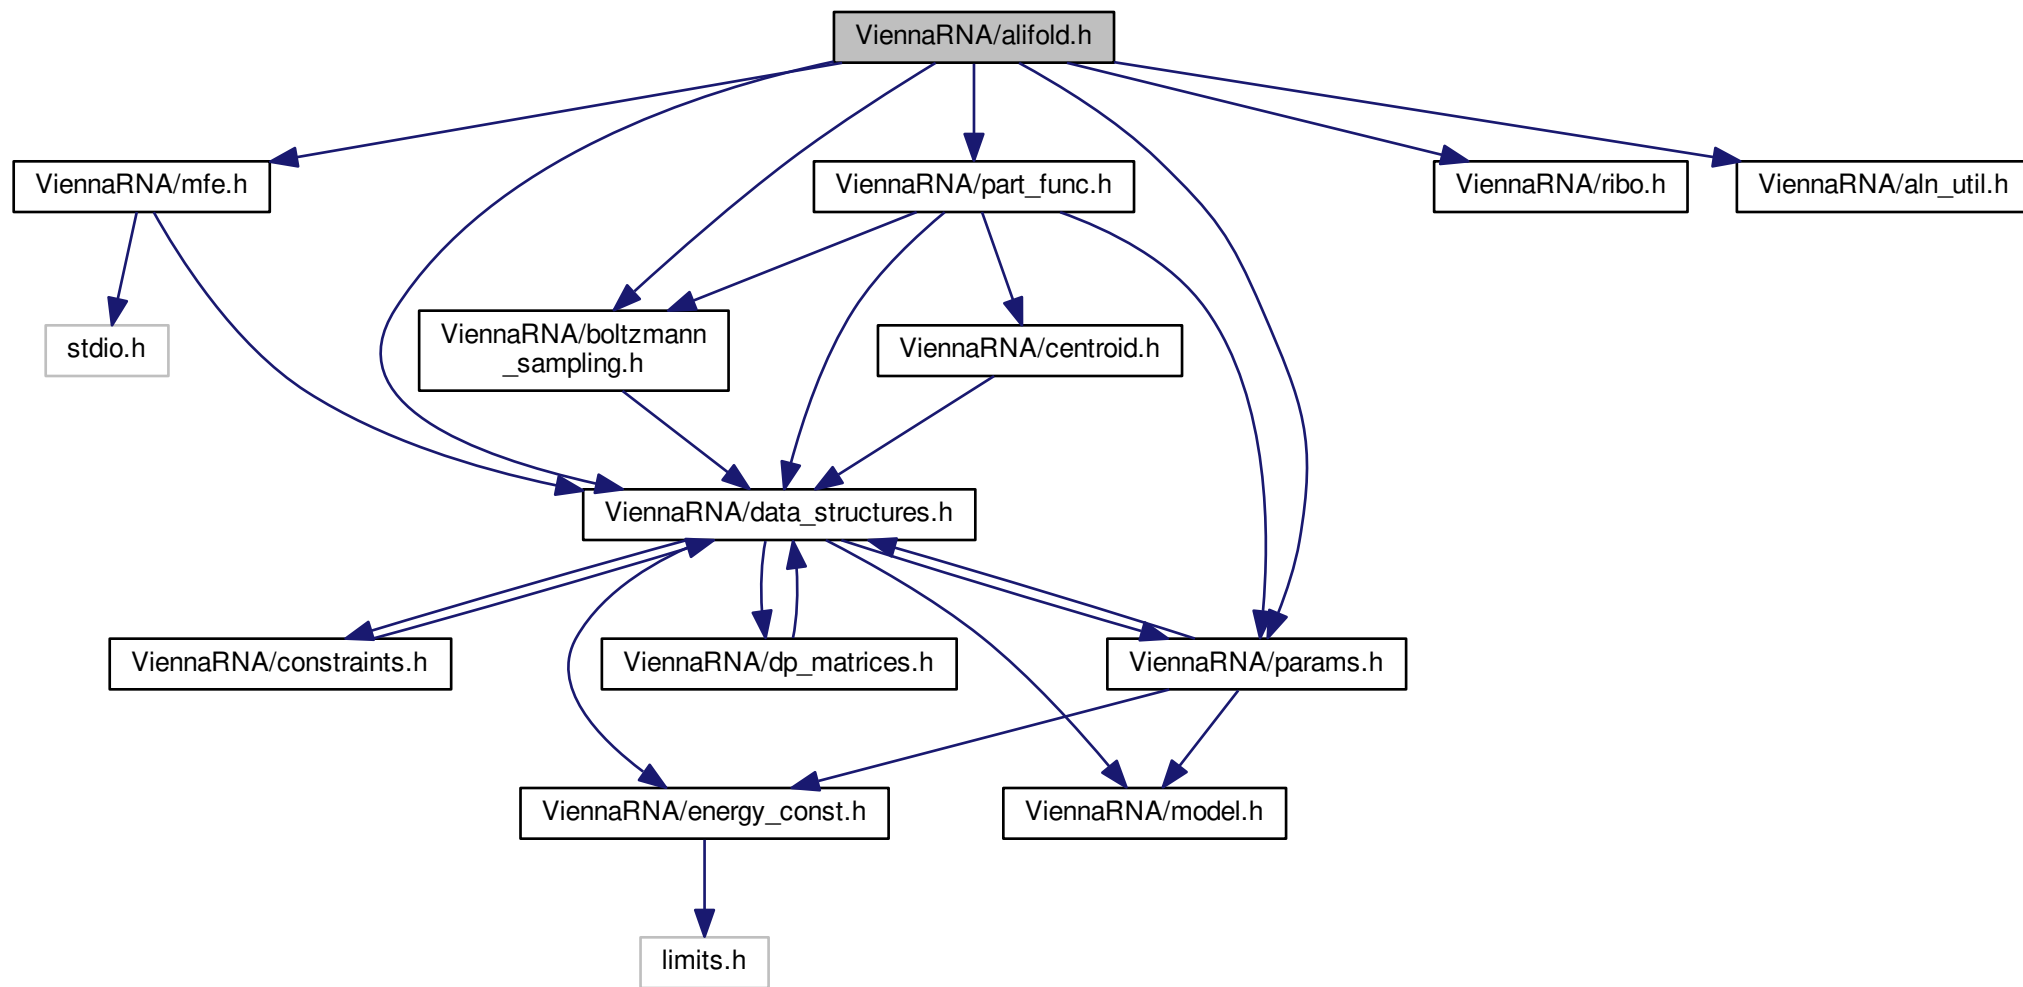 ViennaRNA/alifold.h
ViennaRNA/mfe.h
ViennaRNA/part_func.h
ViennaRNA/ribo.h
ViennaRNA/aln_util.h
stdio.h
ViennaRNA/boltzmann
_sampling.h
ViennaRNA/centroid.h
ViennaRNA/data_structures.h
ViennaRNA/constraints.h
ViennaRNA/dp_matrices.h
ViennaRNA/params.h
ViennaRNA/energy_const.h
ViennaRNA/model.h
limits.h